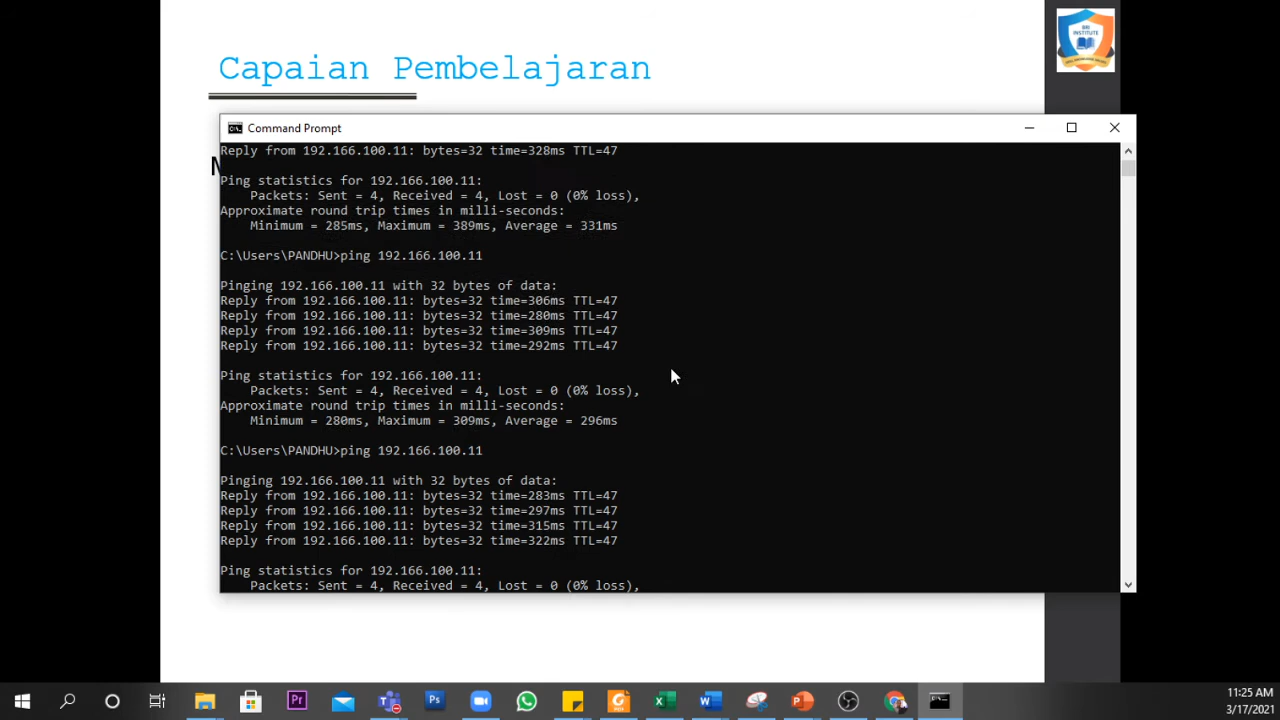 Capaian Pembelajaran
BRI
INSTITUTE
Command Prompt
Reply from 192.166.100.11: bytes=32 time=328ms TTL=47
Ping statistics for 192.166.100.11:
Packets: Sent = 4, Received = 4, Lost = 0 (0% loss),
Approximate round trip times in milli-seconds:
Minimum = 285ms, Maximum = 389ms, Average = 331ms
C:\Users\PANDHU>ping 192.166.100.11
Pinging 192.166.100.11 with 32 bytes of data:
Reply from 192.166.100.11: bytes=32 time=306ms TTL=47
Reply from 192.166.100.11: bytes=32 time=280ms TTL=47
Reply from 192.166.100.11: bytes=32 time=309ms TTL=47
Reply from 192.166.100.11: bytes=32 time=292ms TTL=47
Ping statistics for 192.166.100.11:
Packets: Sent = 4, Received = 4, Lost = 0 (0% loss),
Approximate round trip times in milli-seconds:
Minimum = 280ms, Maximum = 309ms, Average = 296ms
C:\Users\PANDHU>ping 192.166.100.11
Pinging 192.166.100.11 with 32 bytes of data:
Reply from 192.166.100.11: bytes=32 time=283ms TTL=47
Reply from 192.166.100.11: bytes=32 time=297ms TTL=47
Reply from 192.166.100.11: bytes=32 time=315ms TTL=47
Reply from 192.166.100.11: bytes=32 time=322ms TTL=47
Ping statistics for 192.166.100.11:
Packets: Sent = 4, Received = 4, Lost = 0 (0% loss),
11:25 AM
3/17/2021